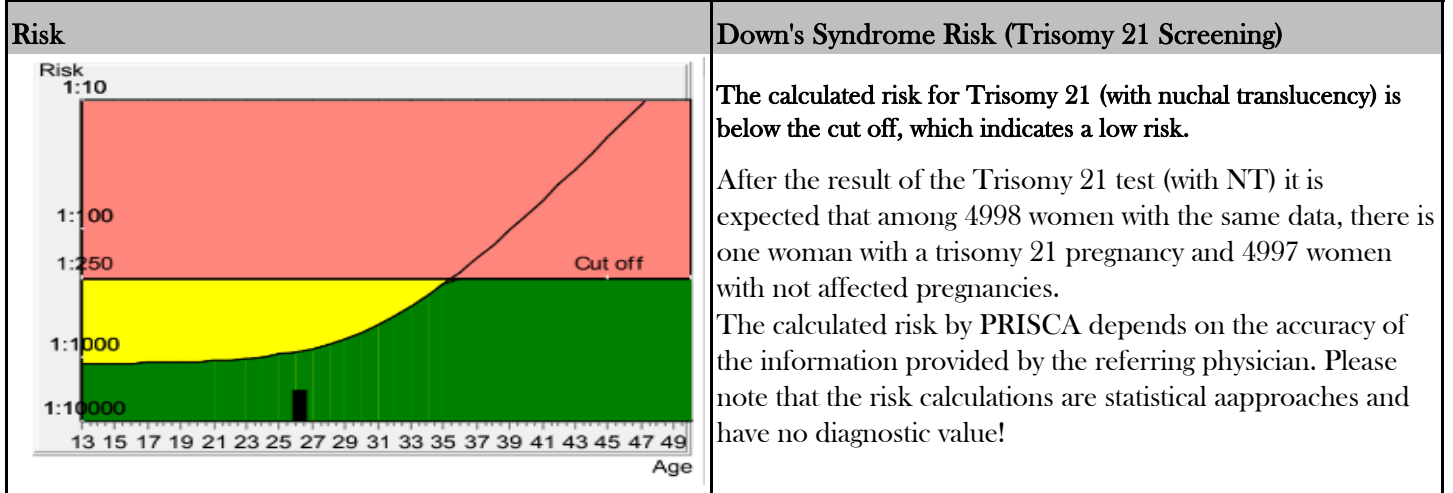 Risk
Risk
1:10
1:100
1:250
Cut off
1:1000
1:10000
13 15 17 19 21 23 25 27 29 31 33 35 37 39 41 43 45 47 49
Age
Down's Syndrome Risk (Trisomy 21 Screening)
The calculated risk for Trisomy 21 (with nuchal translucency) is
below the cut off, which indicates a low risk.
After the result of the Trisomy 21 test (with NT) it is
expected that among 4998 women with the same data, there is
one woman with a trisomy 21 pregnancy and 4997 women
with not affected pregnancies.
The calculated risk by PRISCA depends on the accuracy of
the information provided by the referring physician. Please
note that the risk calculations are statistical aapproaches and
have no diagnostic value!